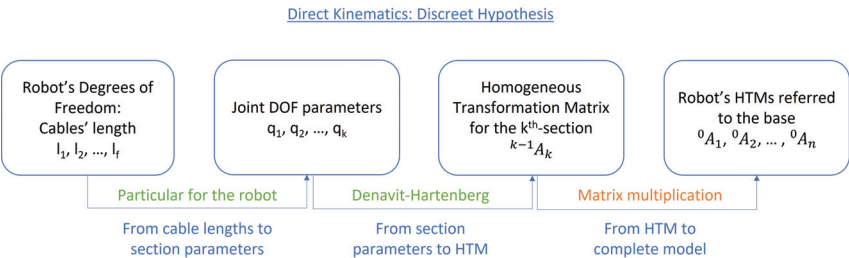 Direct Kinematics: Discreet Hypothesis
Robot's Degrees of
Freedom:
Cables' length
l₁, l₂, ..., l_f
Joint DOF parameters
q₁, q₂, ..., qₖ
Homogeneous
Transformation Matrix
for the kᵗʰ-section
ᵏ⁻¹Aₖ
Robot's HTMs referred
to the base
⁰A₁, ⁰A₂, ... , ⁰Aₙ
Particular for the robot
Denavit-Hartenberg
Matrix multiplication
From cable lengths to
section parameters
From section
parameters to HTM
From HTM to
complete model